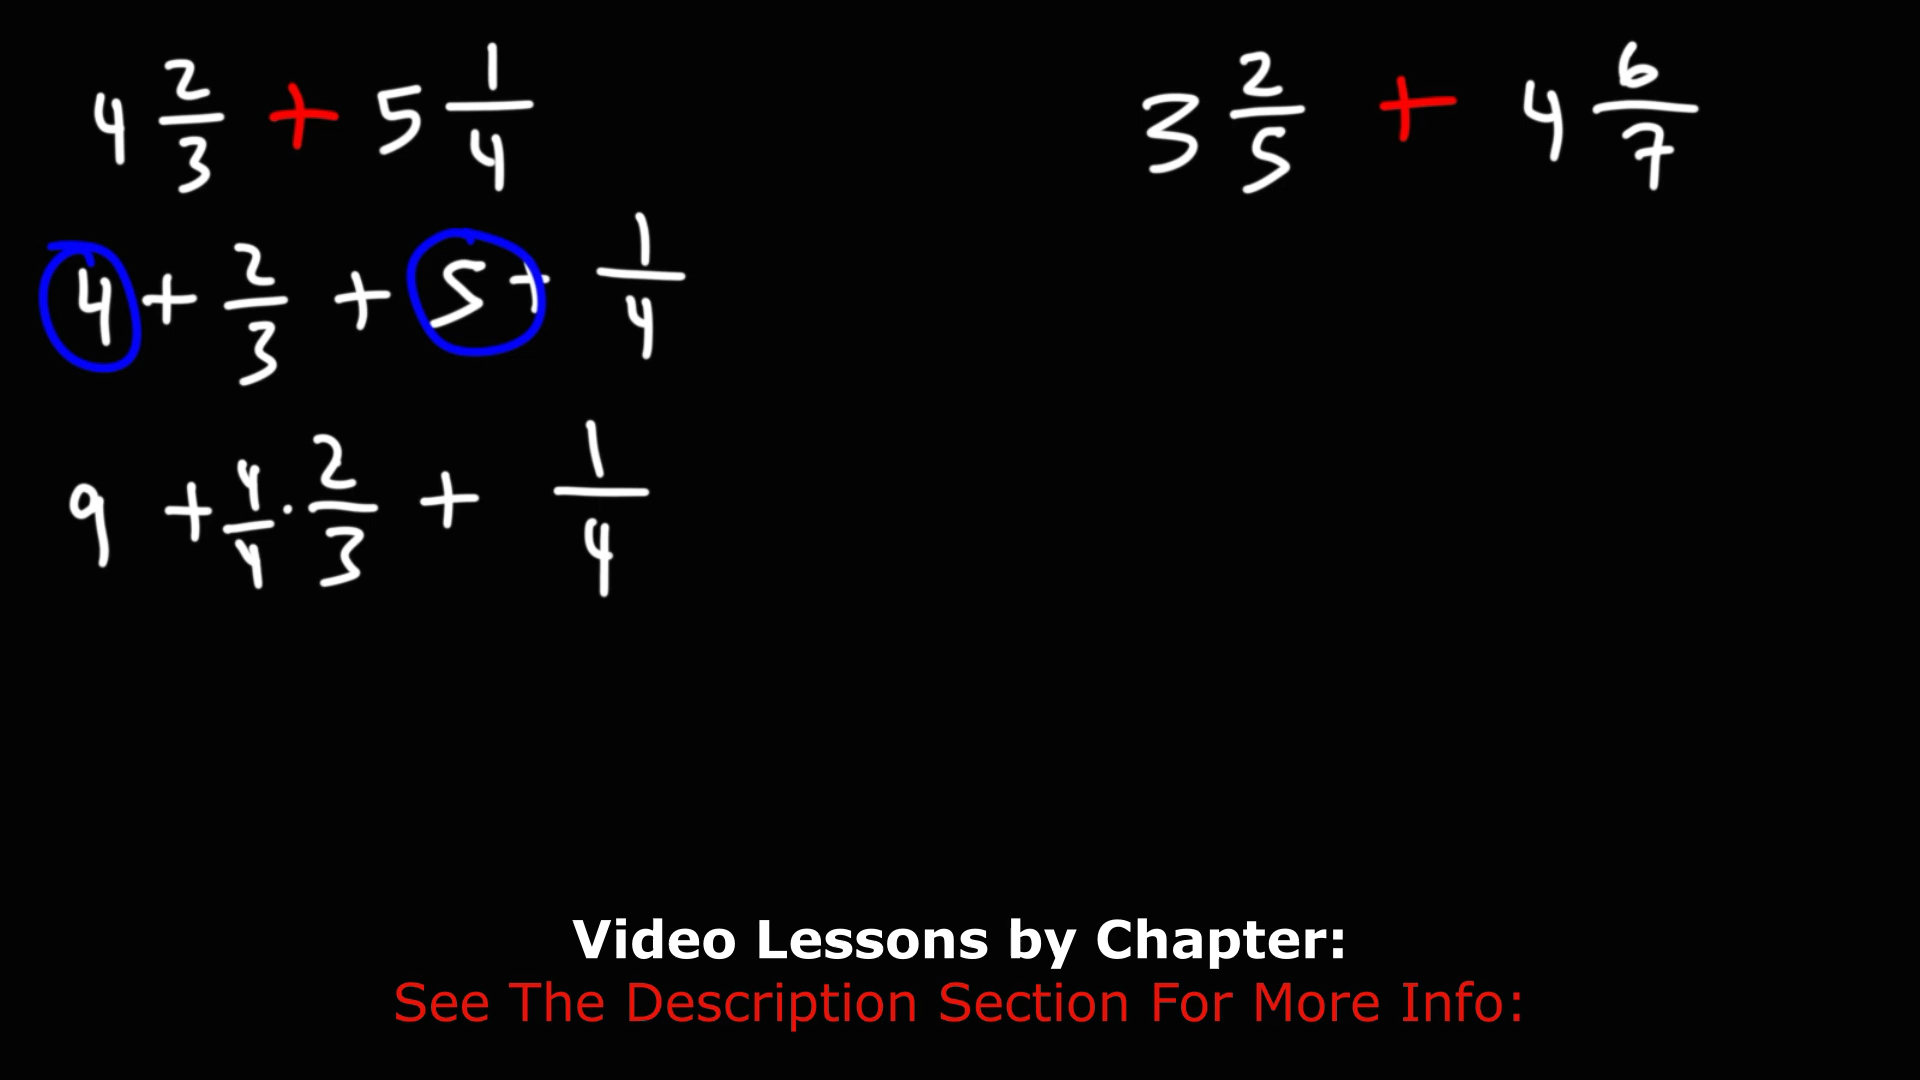 4 2/3 + 5 1/4
4 + 2/3 + 5 + 1/4
9 + 4/4 · 2/3 + 1/4
3 2/5 + 4 6/7
Video Lessons by Chapter:
See The Description Section For More Info: